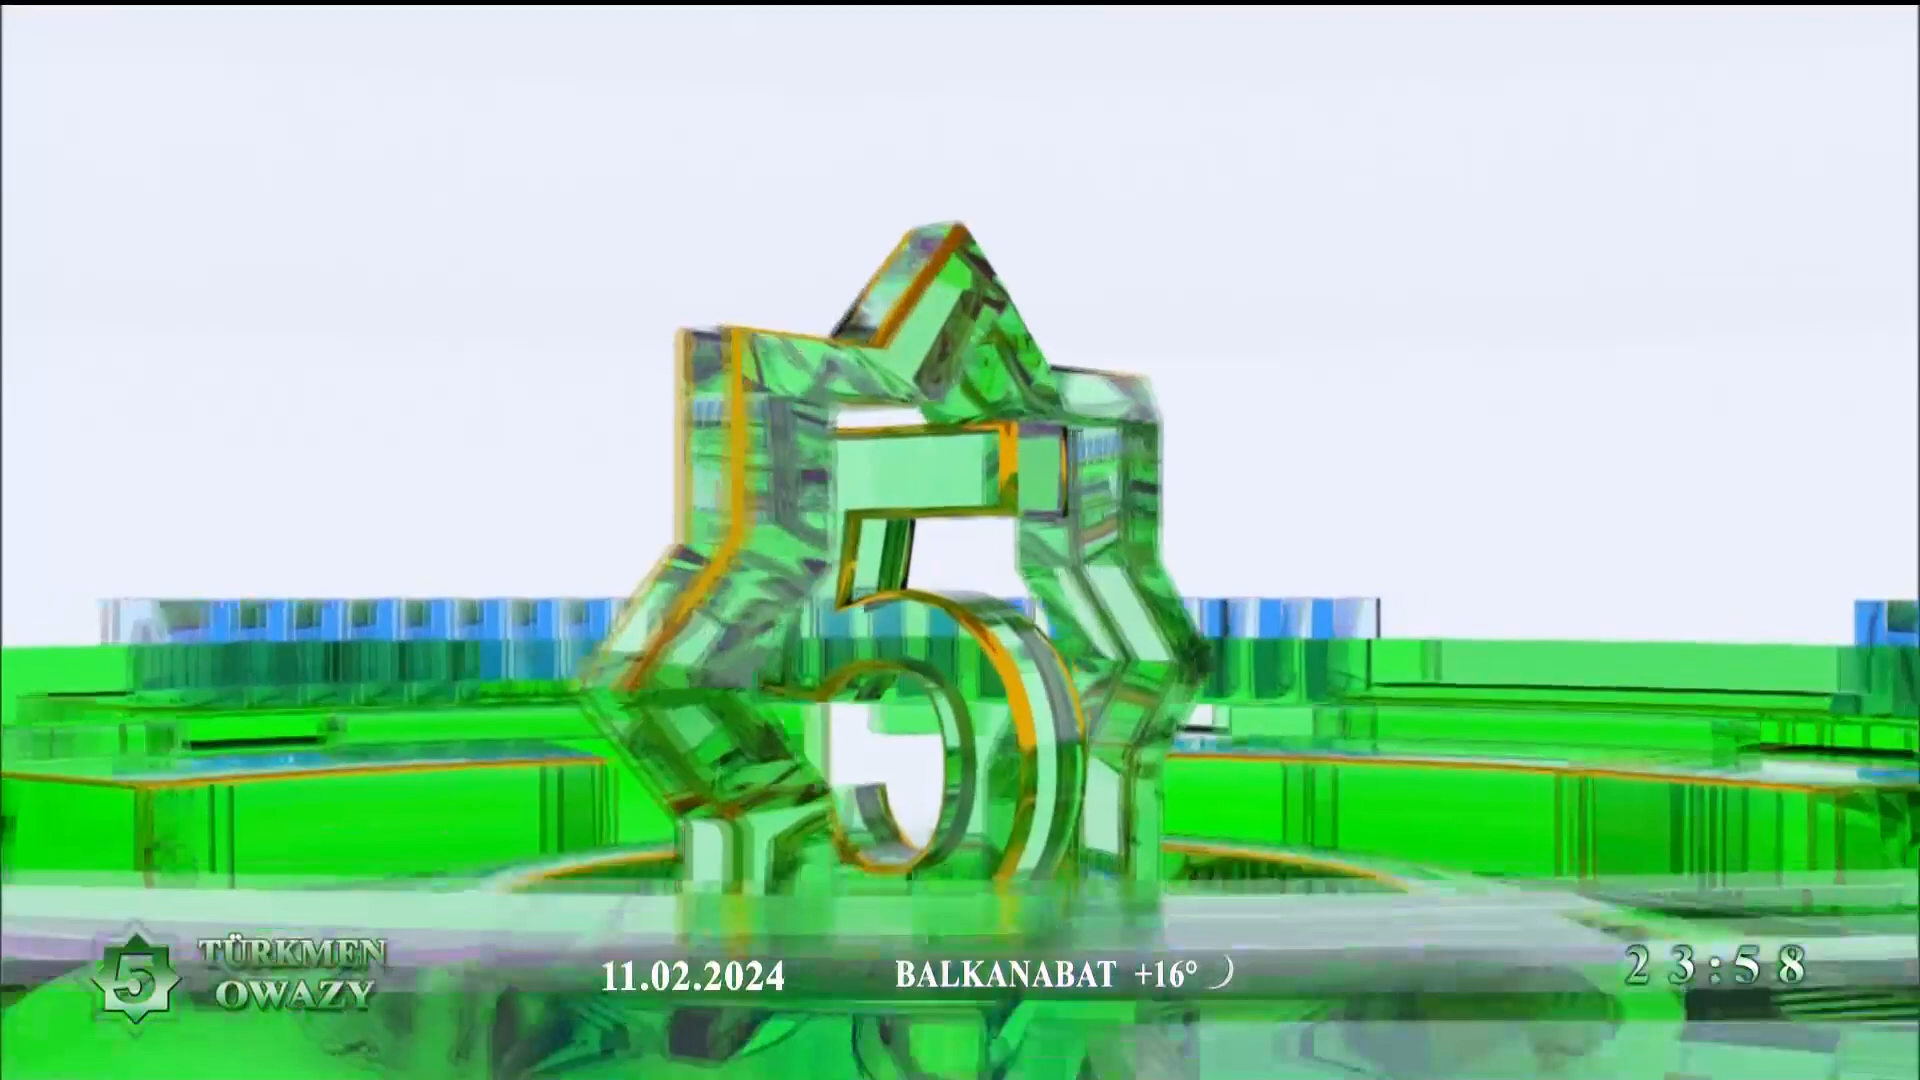 5
5
TÜRKMEN
OWAZY
11.02.2024
BALKANABAT +16°
23:58